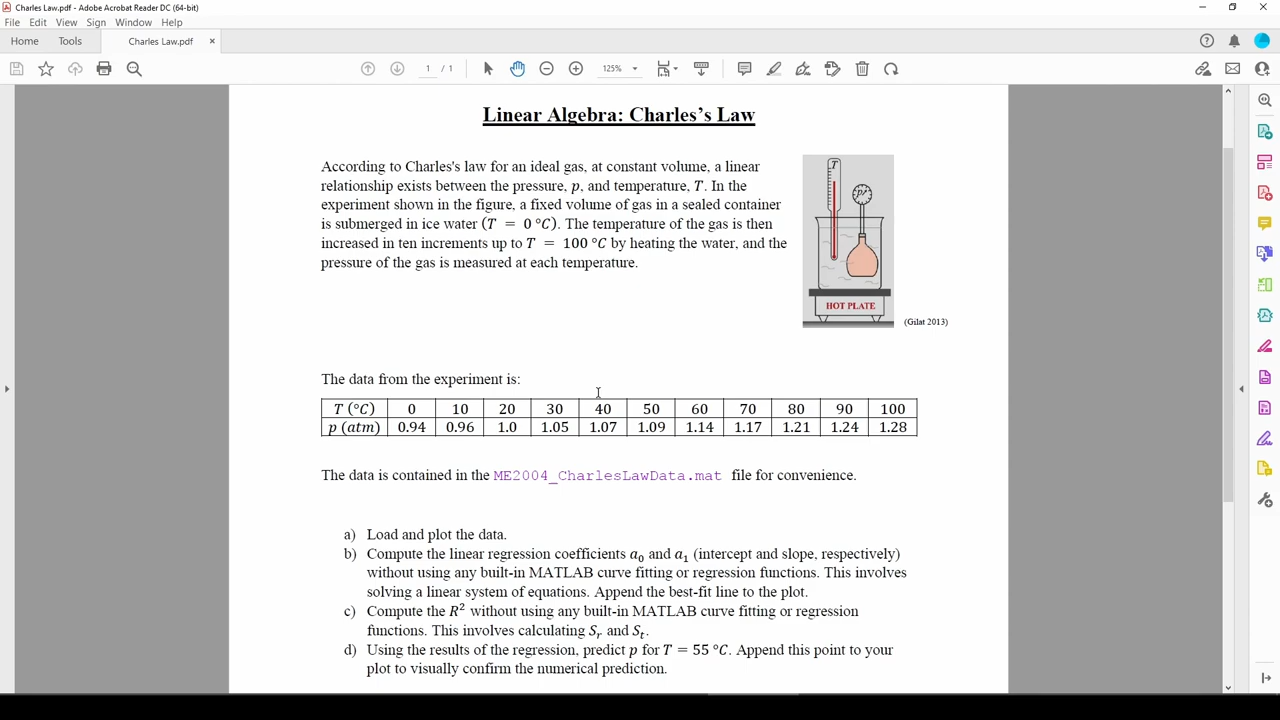 Charles Law.pdf - Adobe Acrobat Reader DC (64-bit)
File Edit View Sign Window Help
Home Tools Charles Law.pdf ×
1 / 1 125%
Linear Algebra: Charles's Law
According to Charles's law for an ideal gas, at constant volume, a linear
relationship exists between the pressure, p, and temperature, T. In the
experiment shown in the figure, a fixed volume of gas in a sealed container
is submerged in ice water (T = 0 °C). The temperature of the gas is then
increased in ten increments up to T = 100 °C by heating the water, and the
pressure of the gas is measured at each temperature.
T
p
HOT PLATE
(Gilat 2013)
The data from the experiment is:
T (°C) 0 10 20 30 40 50 60 70 80 90 100
p (atm) 0.94 0.96 1.0 1.05 1.07 1.09 1.14 1.17 1.21 1.24 1.28
The data is contained in the ME2004_CharlesLawData.mat file for convenience.
a) Load and plot the data.
b) Compute the linear regression coefficients a₀ and a₁ (intercept and slope, respectively)
without using any built-in MATLAB curve fitting or regression functions. This involves
solving a linear system of equations. Append the best-fit line to the plot.
c) Compute the R² without using any built-in MATLAB curve fitting or regression
functions. This involves calculating Sᵣ and Sₜ.
d) Using the results of the regression, predict p for T = 55 °C. Append this point to your
plot to visually confirm the numerical prediction.